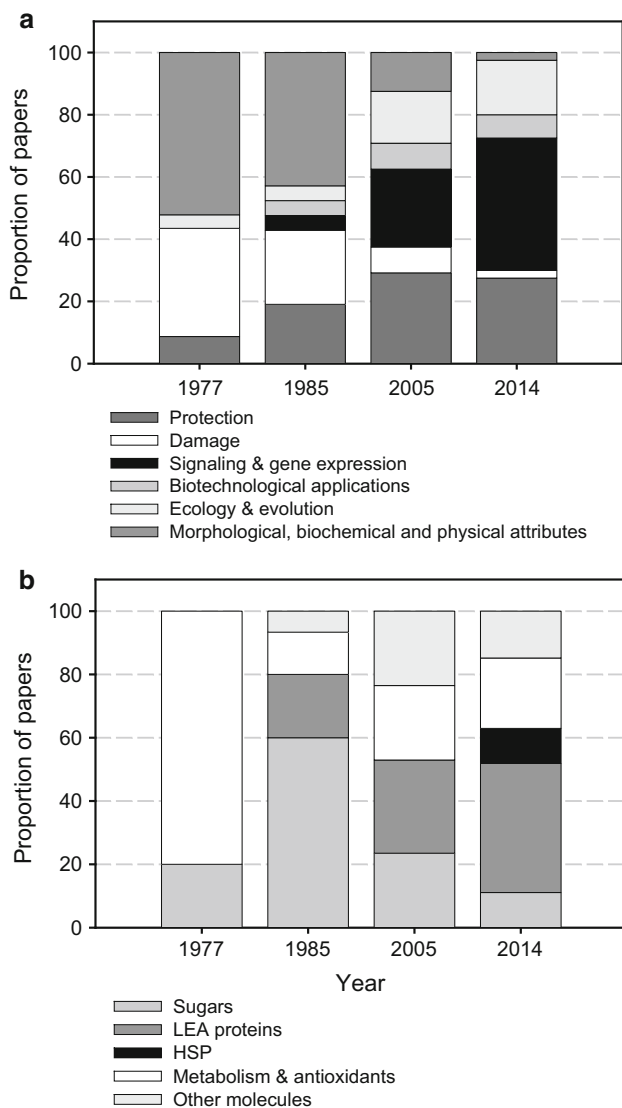 a
Proportion of papers
100
80
60
40
20
0
1977 1985 2005 2014
Protection
Damage
Signaling & gene expression
Biotechnological applications
Ecology & evolution
Morphological, biochemical and physical attributes
b
Proportion of papers
100
80
60
40
20
0
1977 1985 2005 2014
Year
Sugars
LEA proteins
HSP
Metabolism & antioxidants
Other molecules